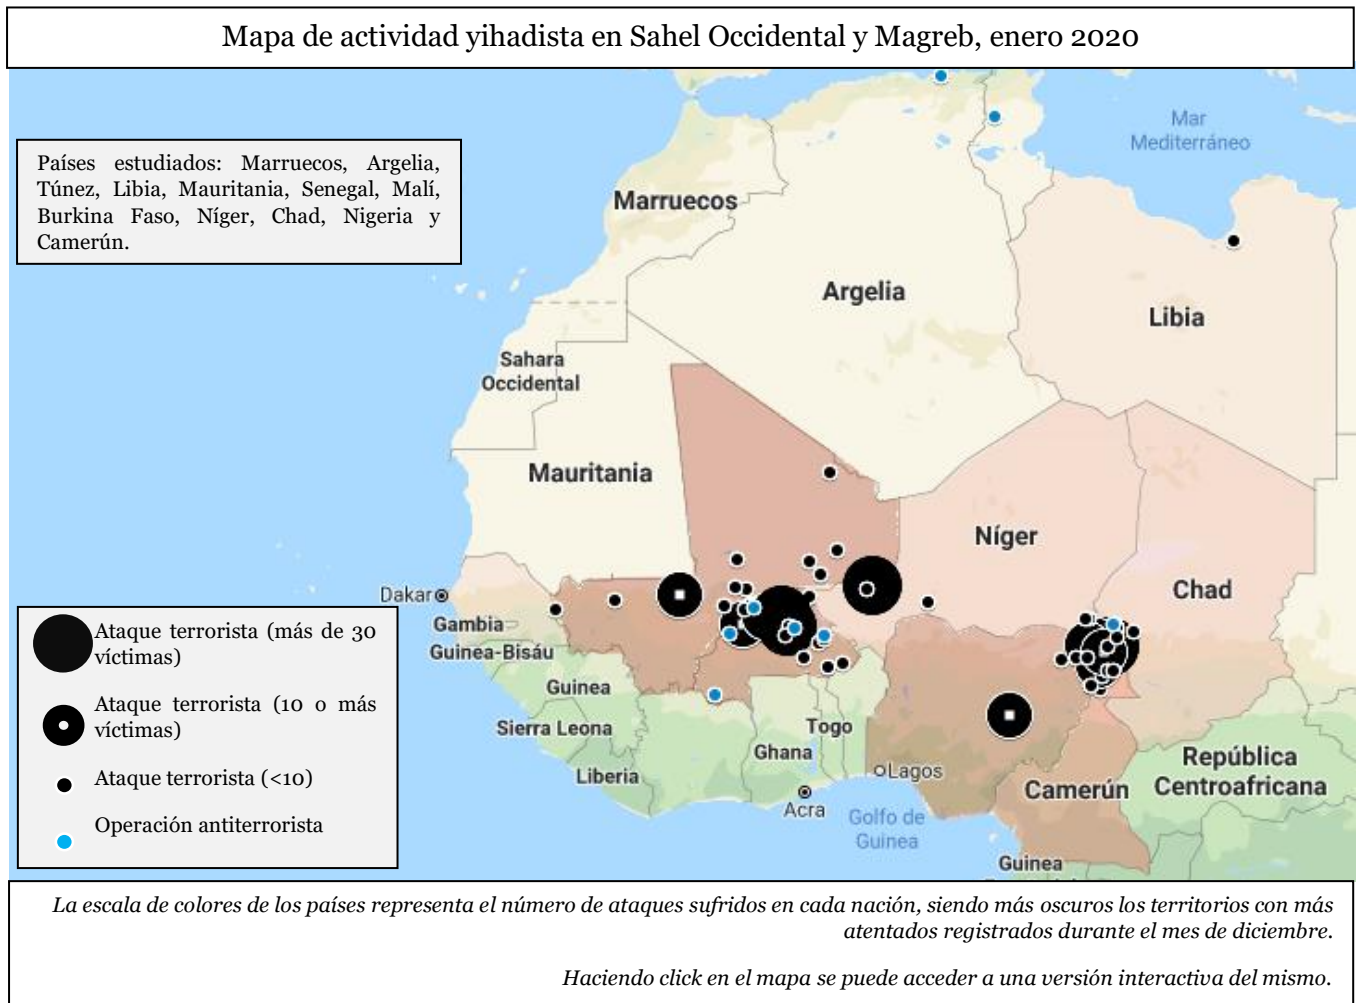 Mapa de actividad yihadista en Sahel Occidental y Magreb, enero 2020
Países estudiados: Marruecos, Argelia,
Túnez, Libia, Mauritania, Senegal, Malí,
Burkina Faso, Níger, Chad, Nigeria y
Camerún.
Mar
Mediterráneo
Marruecos
Argelia
Libia
Sahara
Occidental
Mauritania
Níger
Chad
Dakar
Gambia
Guinea-Bisáu
Guinea
Sierra Leona
Liberia
Togo
Ghana
Lagos
Acra
Golfo de
Guinea
Camerún
República
Centroafricana
Guinea
Ataque terrorista (más de 30
víctimas)
Ataque terrorista (10 o más
víctimas)
Ataque terrorista (<10)
Operación antiterrorista
La escala de colores de los países representa el número de ataques sufridos en cada nación, siendo más oscuros los territorios con más
atentados registrados durante el mes de diciembre.
Haciendo click en el mapa se puede acceder a una versión interactiva del mismo.